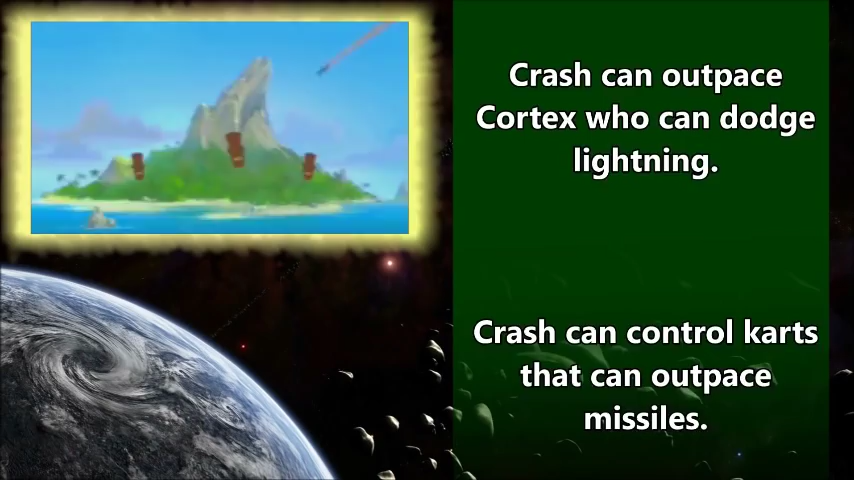 Crash can outpace
Cortex who can dodge
lightning.
Crash can control karts
that can outpace
missiles.